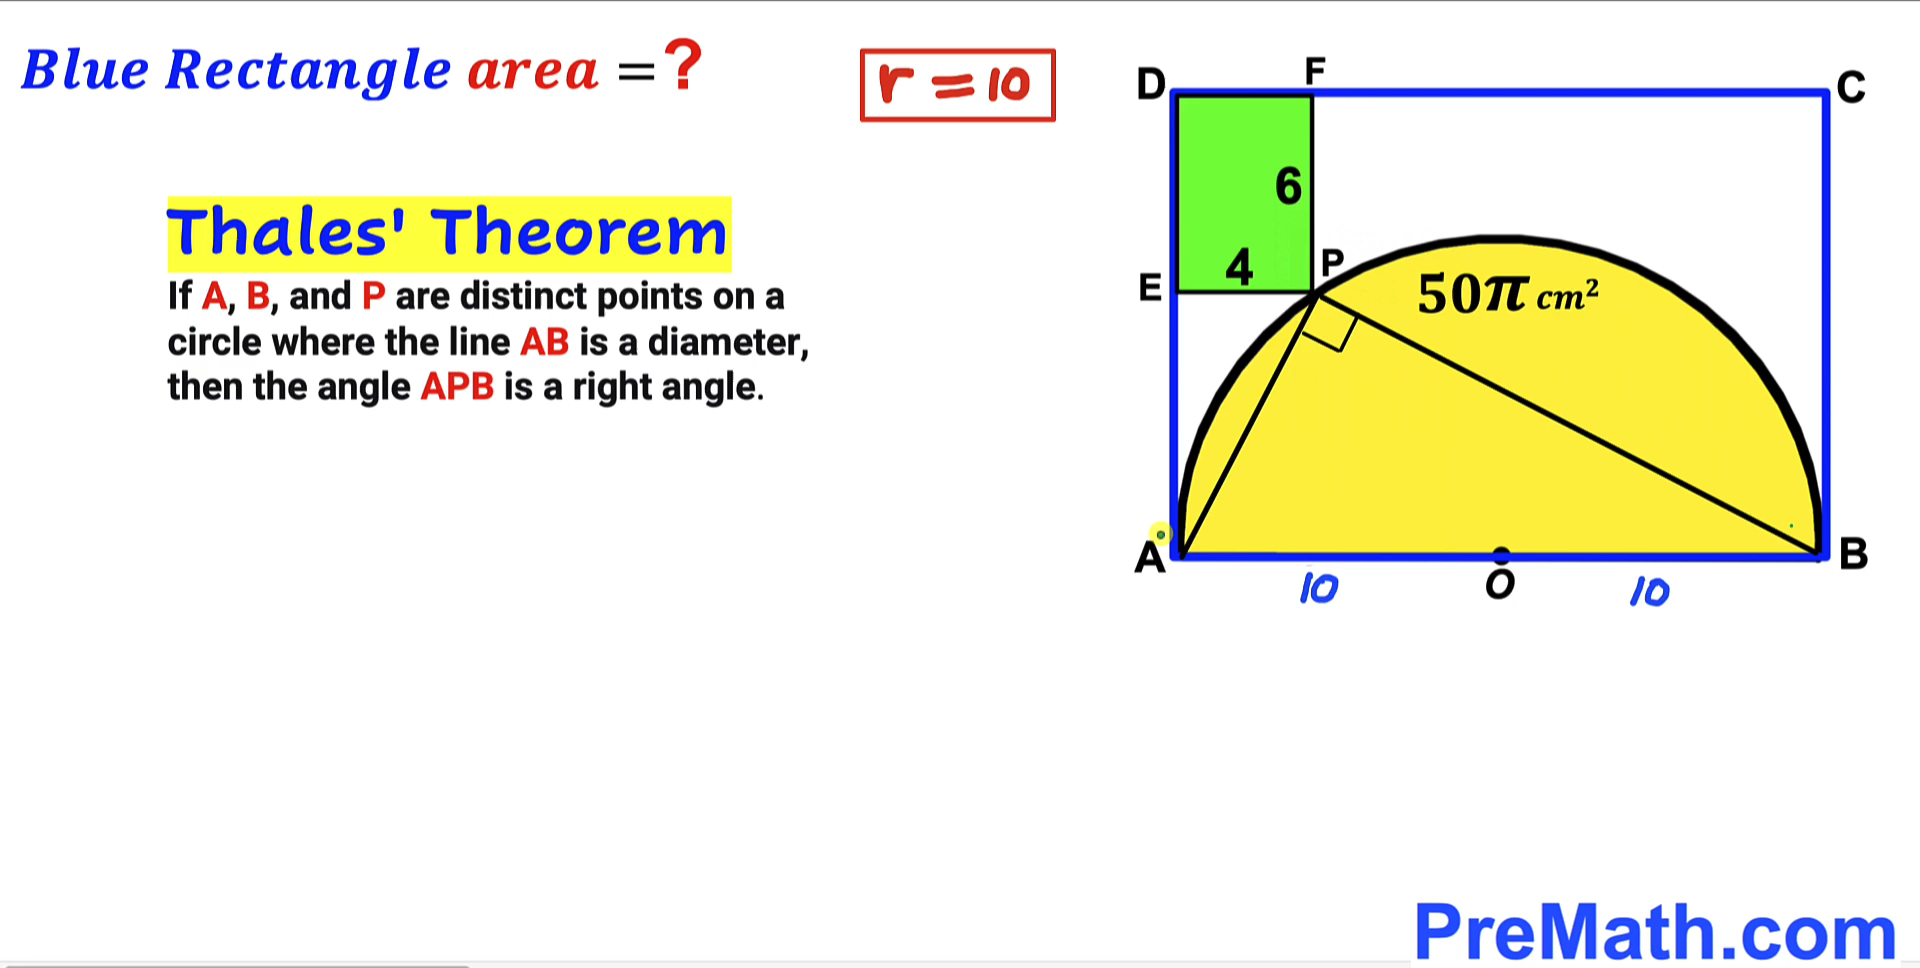 Blue Rectangle area = ?
r = 10
Thales' Theorem
If A, B, and P are distinct points on a
circle where the line AB is a diameter,
then the angle APB is a right angle.
D
F
C
6
4
P
E
50π cm²
A
B
10
O
10
PreMath.com